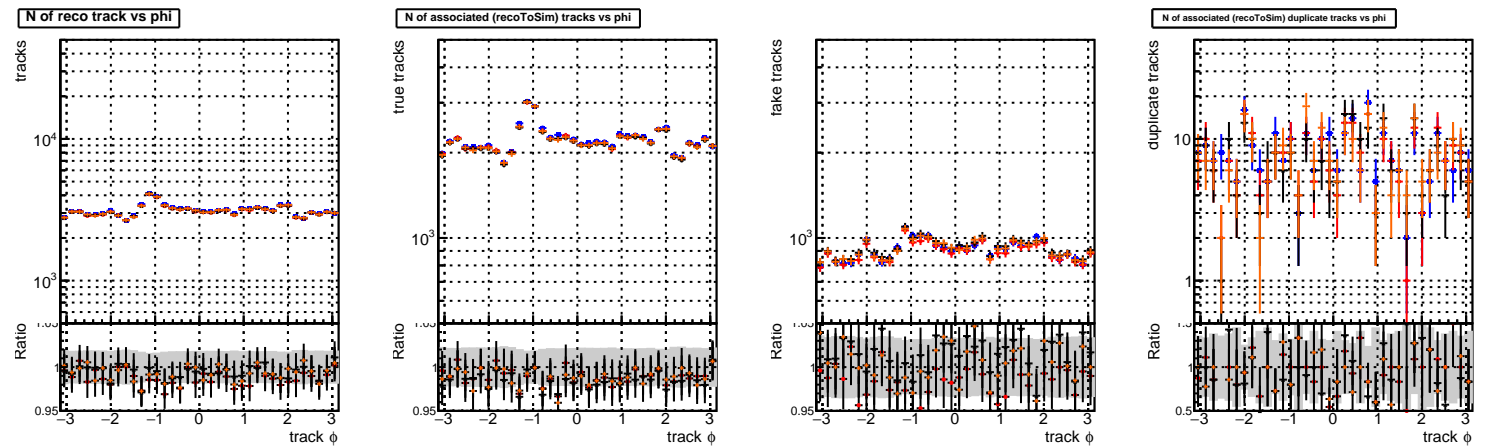 N of reco track vs phi
tracks
10⁴
10³
Ratio
1
0.95
−3 −2 −1 0 1 2 3
track ϕ
N of associated (recoToSim) tracks vs phi
true tracks
10³
Ratio
1
0.95
−3 −2 −1 0 1 2 3
track ϕ
fake tracks
10³
Ratio
1
0.95
−3 −2 −1 0 1 2 3
track ϕ
N of associated (recoToSim) duplicate tracks vs phi
duplicate tracks
10
1
Ratio
1
0.5
−3 −2 −1 0 1 2 3
track ϕ